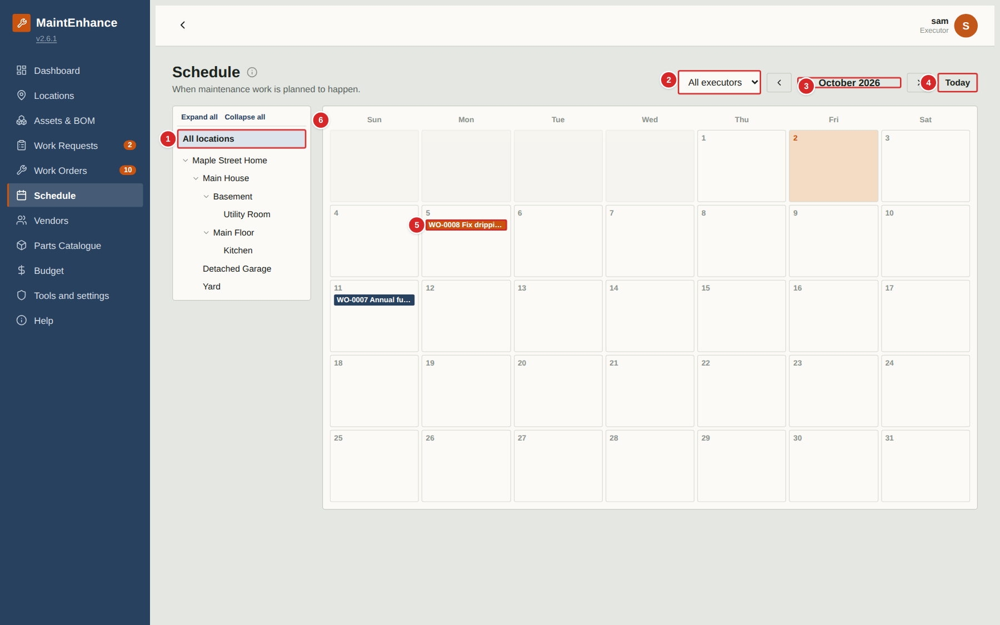 MaintEnhance
v2.6.1
Dashboard
Locations
Assets & BOM
Work Requests 2
Work Orders 10
Schedule
Vendors
Parts Catalogue
Budget
Tools and settings
Help
sam
Executor
S
Schedule
When maintenance work is planned to happen.
2 All executors 3 October 2026 4 Today
Expand all Collapse all
1 All locations
Maple Street Home
Main House
Basement
Utility Room
Main Floor
Kitchen
Detached Garage
Yard
6 Sun Mon Tue Wed Thu Fri Sat
1 2 3
4 5 6 7 8 9 10
5 WO-0008 Fix drippi…
11 12 13 14 15 16 17
WO-0007 Annual fu…
18 19 20 21 22 23 24
25 26 27 28 29 30 31